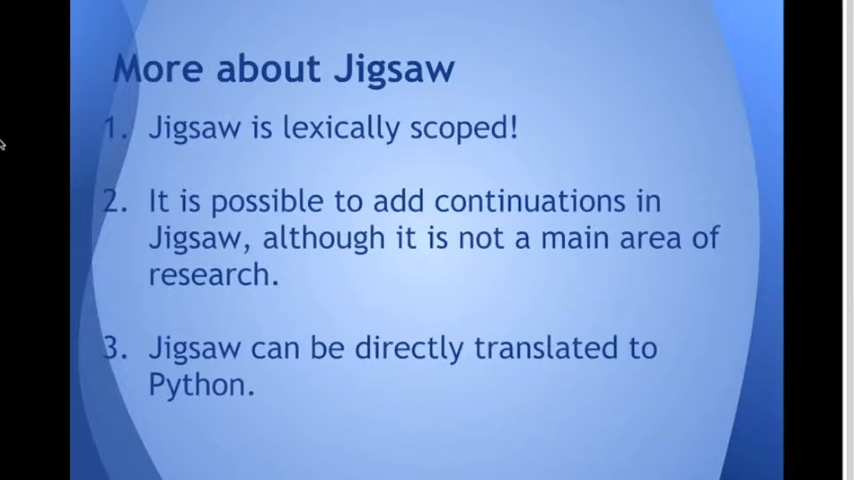 More about Jigsaw
1. Jigsaw is lexically scoped!
2. It is possible to add continuations in
Jigsaw, although it is not a main area of
research.
3. Jigsaw can be directly translated to
Python.